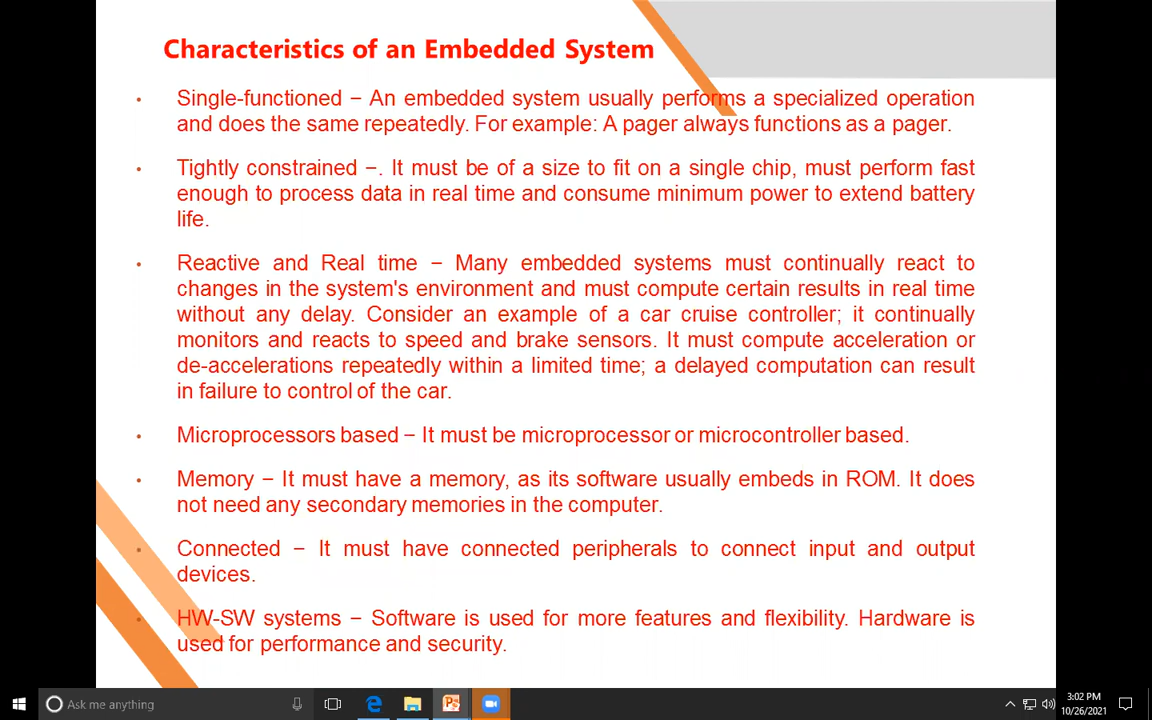 Characteristics of an Embedded System
• Single-functioned − An embedded system usually performs a specialized operation
and does the same repeatedly. For example: A pager always functions as a pager.
• Tightly constrained −. It must be of a size to fit on a single chip, must perform fast
enough to process data in real time and consume minimum power to extend battery
life.
• Reactive and Real time − Many embedded systems must continually react to
changes in the system's environment and must compute certain results in real time
without any delay. Consider an example of a car cruise controller; it continually
monitors and reacts to speed and brake sensors. It must compute acceleration or
de-accelerations repeatedly within a limited time; a delayed computation can result
in failure to control of the car.
• Microprocessors based − It must be microprocessor or microcontroller based.
• Memory − It must have a memory, as its software usually embeds in ROM. It does
not need any secondary memories in the computer.
• Connected − It must have connected peripherals to connect input and output
devices.
• HW-SW systems − Software is used for more features and flexibility. Hardware is
used for performance and security.
Ask me anything
3:02 PM
10/26/2021